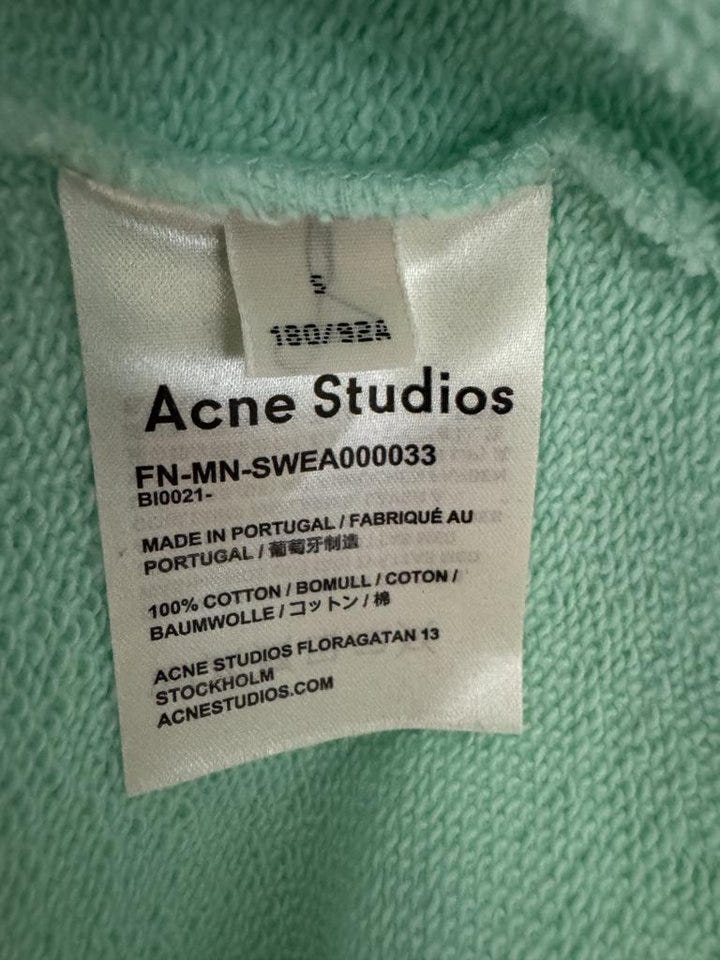 S
180/92A
Acne Studios
FN-MN-SWEA000033
BI0021-
MADE IN PORTUGAL / FABRIQUÉ AU
PORTUGAL / 葡萄牙制造
100% COTTON / BOMULL / COTON /
BAUMWOLLE / コットン / 棉
ACNE STUDIOS FLORAGATAN 13
STOCKHOLM
ACNESTUDIOS.COM